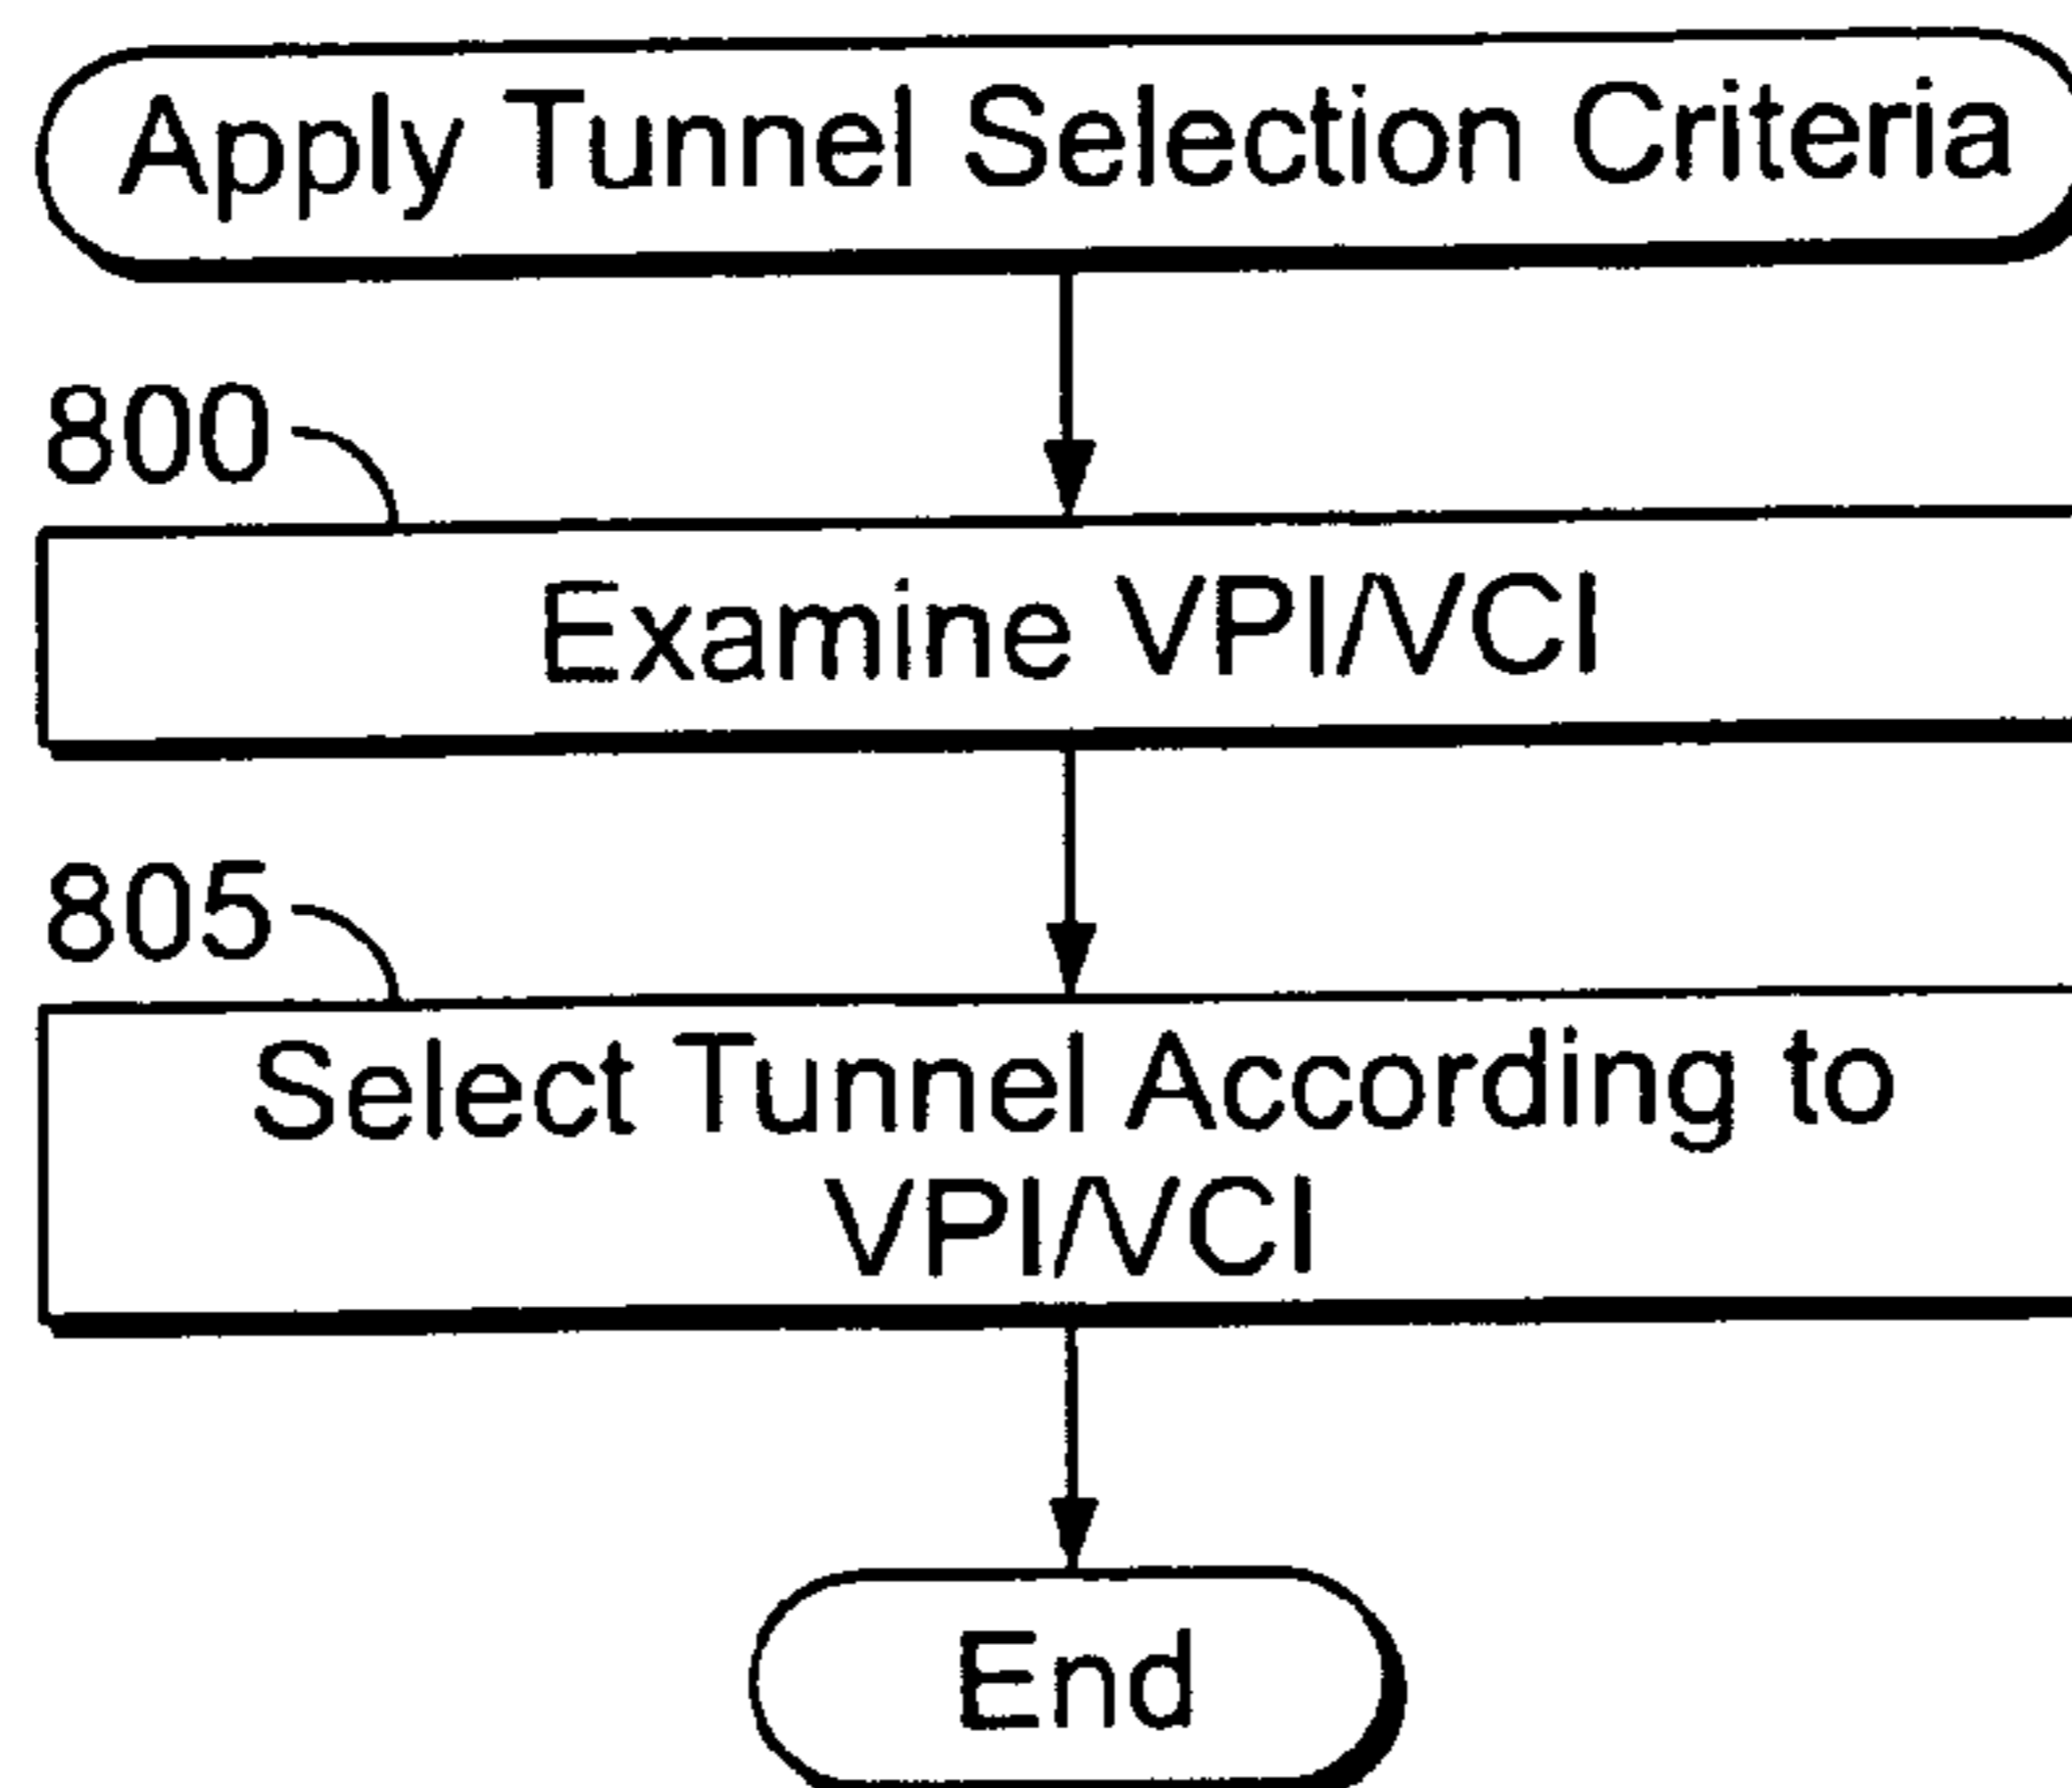 Apply Tunnel Selection Criteria
800
Examine VPI/VCI
805
Select Tunnel According to
VPI/VCI
End